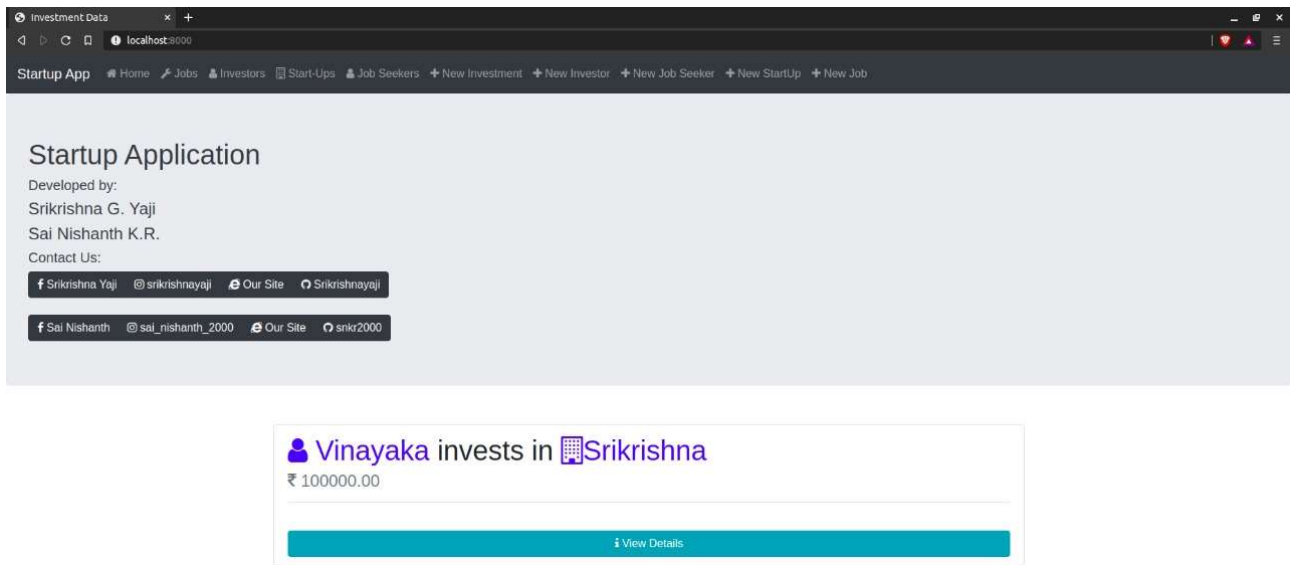 Investment Data
localhost:8000
Startup App Home Jobs Investors Start-Ups Job Seekers + New Investment + New Investor + New Job Seeker + New StartUp + New Job
Startup Application
Developed by:
Srikrishna G. Yaji
Sai Nishanth K.R.
Contact Us:
Srikrishna Yaji srikrishnayaji Our Site Srikrishnayaji
Sai Nishanth sai_nishanth_2000 Our Site snkr2000
Vinayaka invests in Srikrishna
₹ 100000.00
View Details